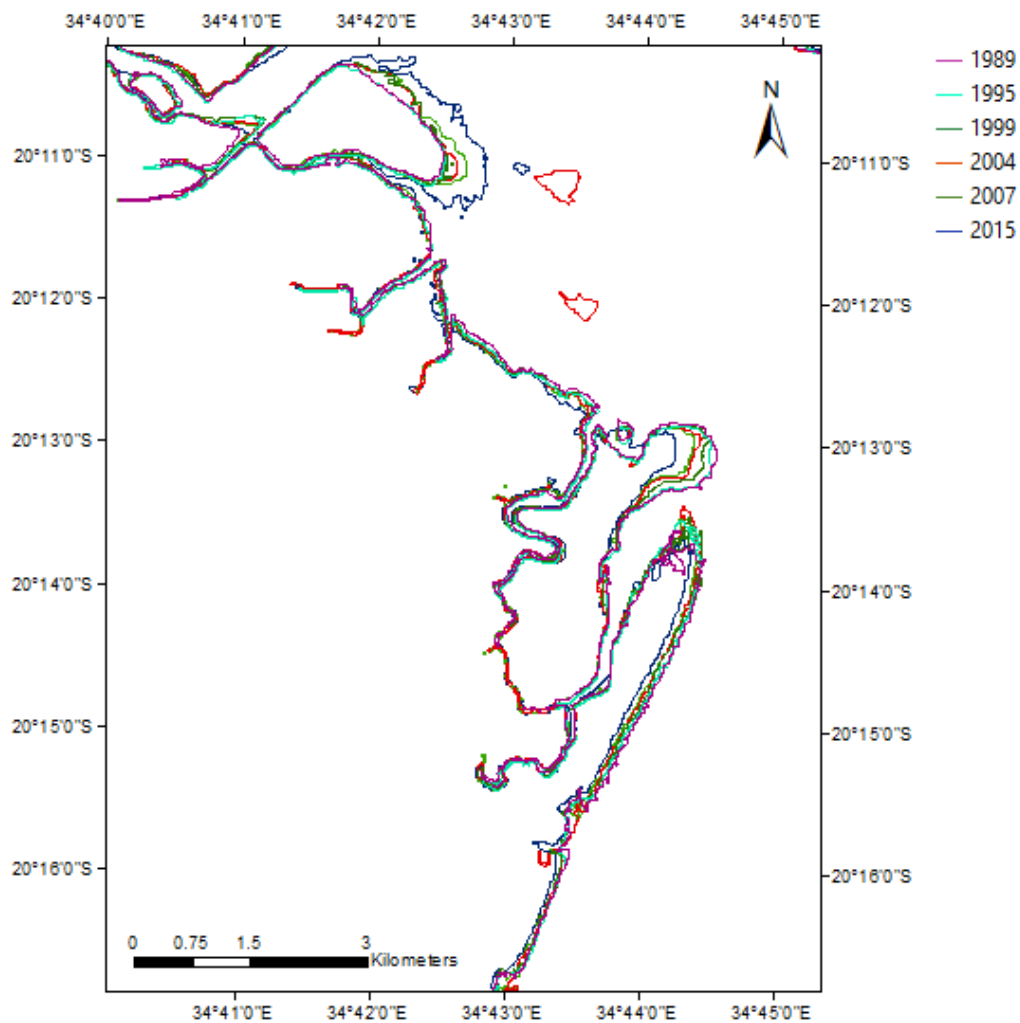 34°40'0"E 34°41'0"E 34°42'0"E 34°43'0"E 34°44'0"E 34°45'0"E
1989
1995
1999
2004
2007
2015
N
20°11'0"S 20°11'0"S
20°12'0"S 20°12'0"S
20°13'0"S 20°13'0"S
20°14'0"S 20°14'0"S
20°15'0"S 20°15'0"S
20°16'0"S 20°16'0"S
0 0.75 1.5 3
Kilometers
34°41'0"E 34°42'0"E 34°43'0"E 34°44'0"E 34°45'0"E